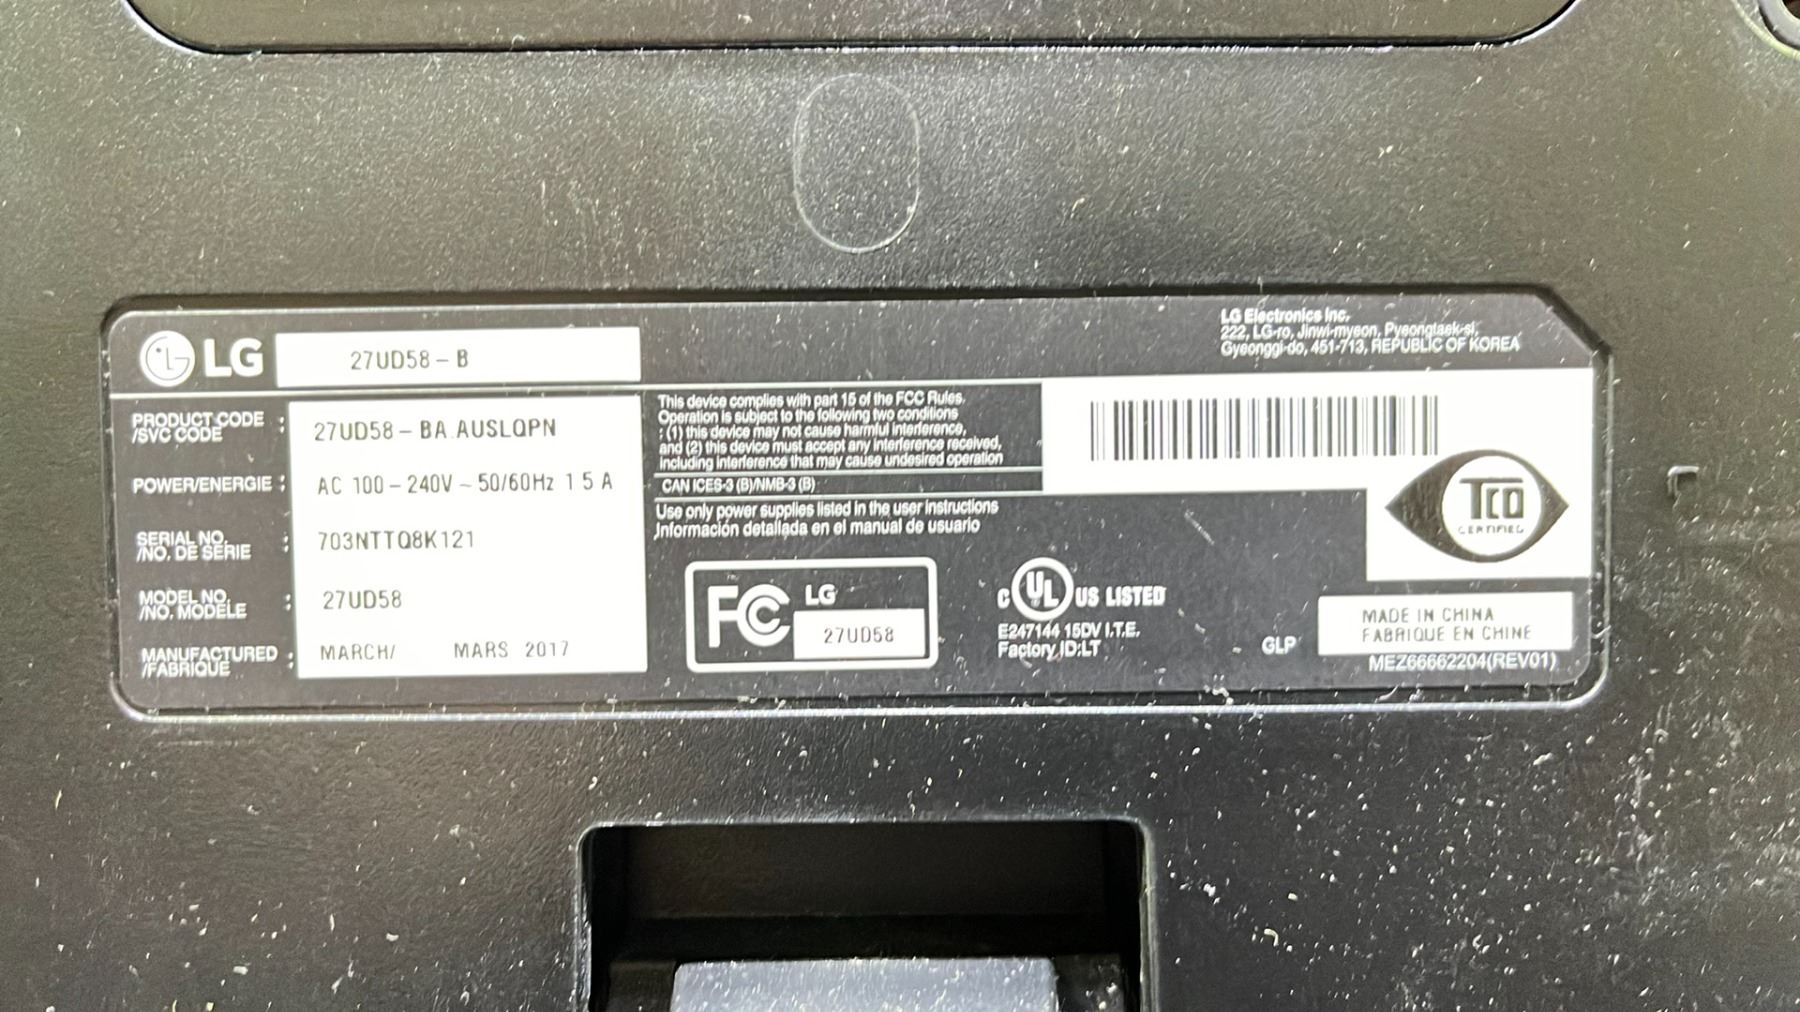 LG 27UD58-B
LG Electronics Inc.
222, LG-ro, Jinwi-myeon, Pyeongtaek-si,
Gyeonggi-do, 451-713, REPUBLIC OF KOREA
PRODUCT CODE
/SVC CODE : 27UD58-BA.AUSLQPN
POWER/ENERGIE : AC 100-240V ~ 50/60Hz 1.5 A
SERIAL NO.
/NO. DE SÉRIE : 703NTTQ8K121
MODEL NO.
/NO. MODÈLE : 27UD58
MANUFACTURED
/FABRIQUÉ : MARCH/ MARS 2017
This device complies with part 15 of the FCC Rules.
Operation is subject to the following two conditions
: (1) this device may not cause harmful interference,
and (2) this device must accept any interference received,
including interference that may cause undesired operation
CAN ICES-3 (B)/NMB-3 (B)
Use only power supplies listed in the user instructions
Información detallada en el manual de usuario
FC LG
27UD58
C UL US LISTED
E247144 15DV I.T.E.
Factory ID:LT
TCO
CERTIFIED
GLP
MADE IN CHINA
FABRIQUE EN CHINE
MEZ66662204(REV01)